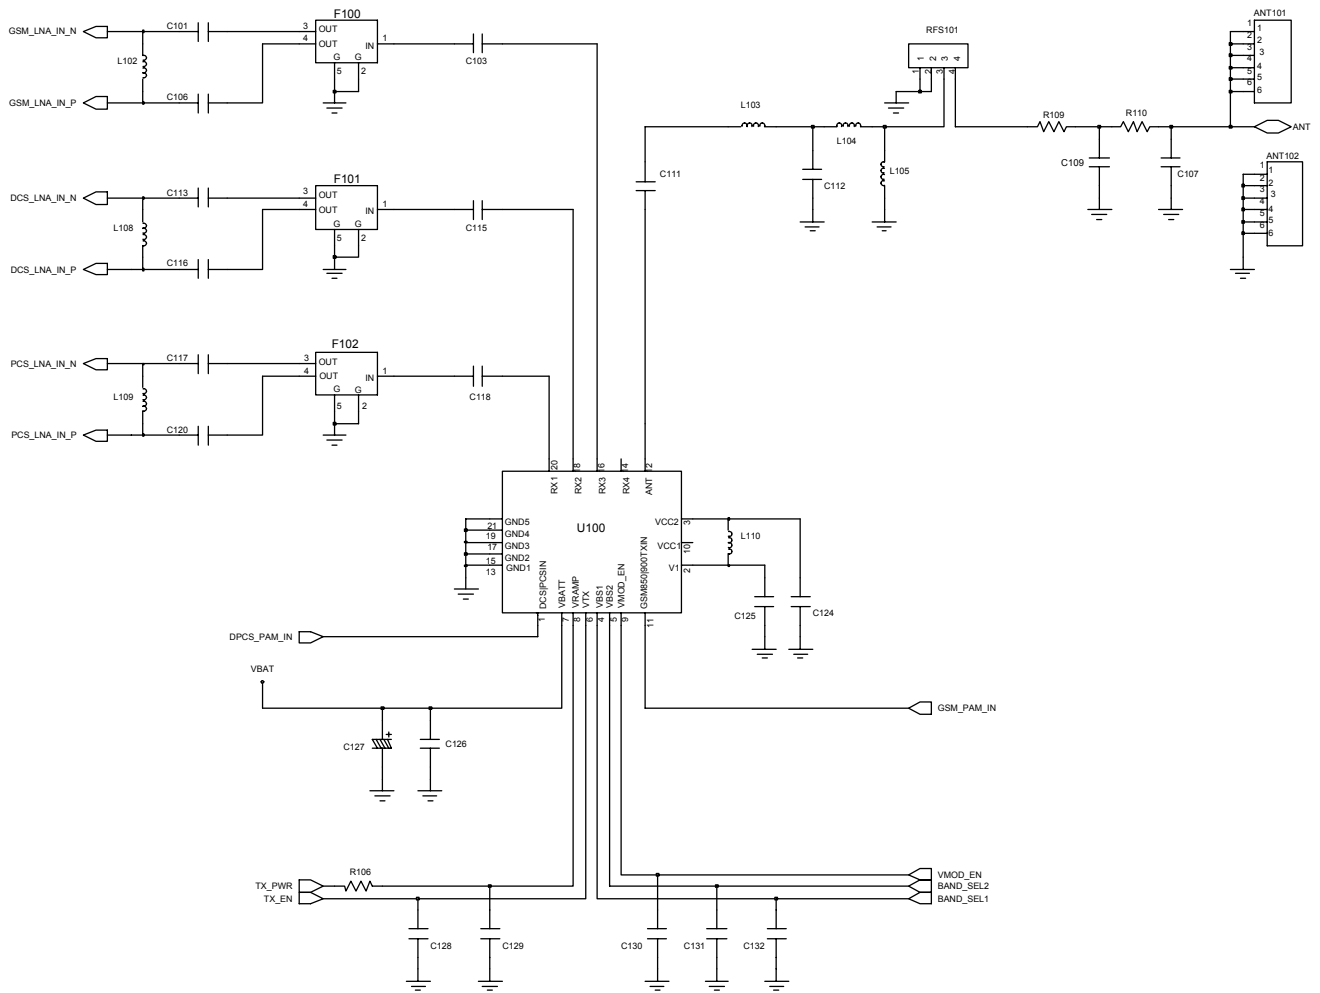 GSM_LNA_IN_N
C101
3
4
F100
OUT
OUT
IN
G G
5 2
1
C103
L102
GSM_LNA_IN_P
C106
DCS_LNA_IN_N
C113
3
4
F101
OUT
OUT
IN
G G
5 2
1
C115
L108
DCS_LNA_IN_P
C116
PCS_LNA_IN_N
C117
3
4
F102
OUT
OUT
IN
G G
5 2
1
C118
L109
PCS_LNA_IN_P
C120
RFS101
1 2 3 4
1 2 3 4
ANT101
1 1
2 2
3 3
4 4
5 5
6 6
L103
L104
C111
C112
L105
R109
R110
C109
C107
ANT
ANT102
1 1
2 2
3 3
4 4
5 5
6 6
20 18 16 14 12
RX1 RX2 RX3 RX4 ANT
U100
GND5
21
GND4
19
GND3
17
GND2
15
GND1
13
VCC2 3
VCC1 10
V1 2
L110
C125
C124
DCS|PCSIN VBATT VRAMP VTX VBS1 VBS2 VMOD_EN GSM850|900TXIN
1 7 8 6 4 5 9 11
DPCS_PAM_IN
VBAT
GSM_PAM_IN
C127
+
C126
TX_PWR
R106
TX_EN
VMOD_EN
BAND_SEL2
BAND_SEL1
C128
C129
C130
C131
C132